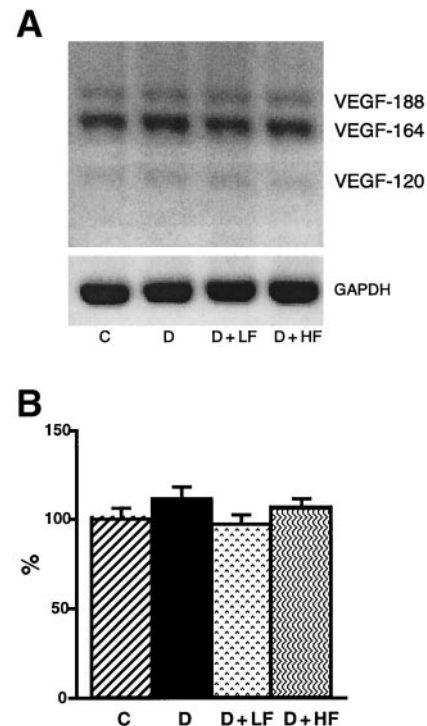 A
VEGF-188
VEGF-164
VEGF-120
GAPDH
C D D+LF D+HF
B
150
100
50
0
%
C D D+LF D+HF